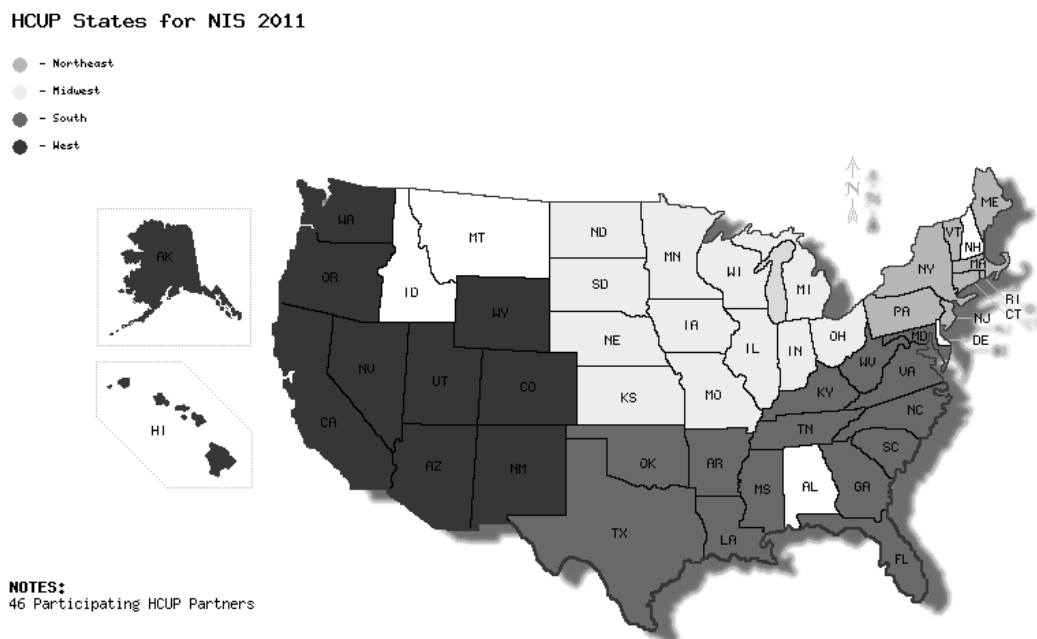 HCUP States for NIS 2011
- Northeast
- Midwest
- South
- West
N
ME
WA
VT
ND
MT
NH
MN
AK
MA
WI
NY
OR
SD
MI
ID
RI
WY
PA
CT
NJ
IA
OH
MD
DE
NE
IL
IN
NV
UT
WV
CO
VA
KY
MO
KS
NC
CA
TN
HI
SC
AZ
NM
OK
AR
MS
AL
GA
TX
LA
FL
NOTES:
46 Participating HCUP Partners